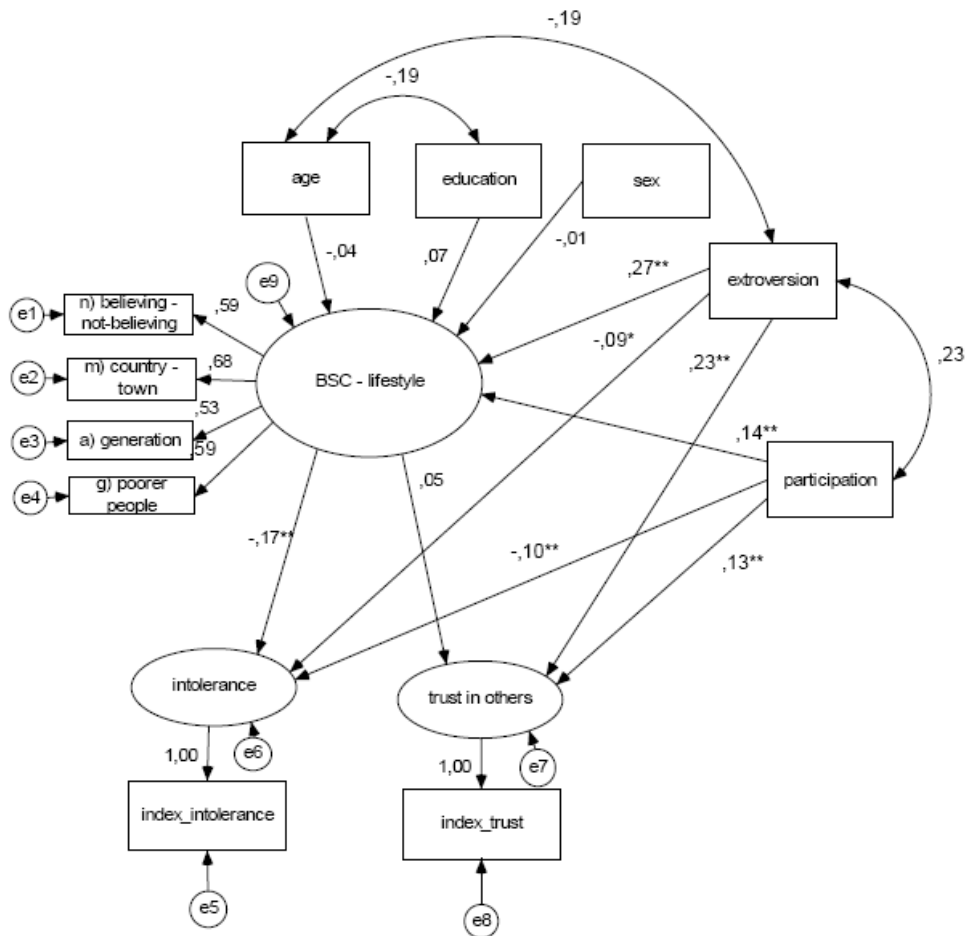 -,19
-,19
age
education
sex
-,04
,07
-,01
extroversion
,27**
e9
e1
n) believing -
not-believing
,59
-,09*
,23**
,23
e2
m) country -
town
,68
BSC - lifestyle
,53
e3
a) generation
,59
,14**
e4
g) poorer
people
,05
participation
-,17**
-,10**
,13**
intolerance
trust in others
e6
e7
1,00
1,00
index_intolerance
index_trust
e5
e8